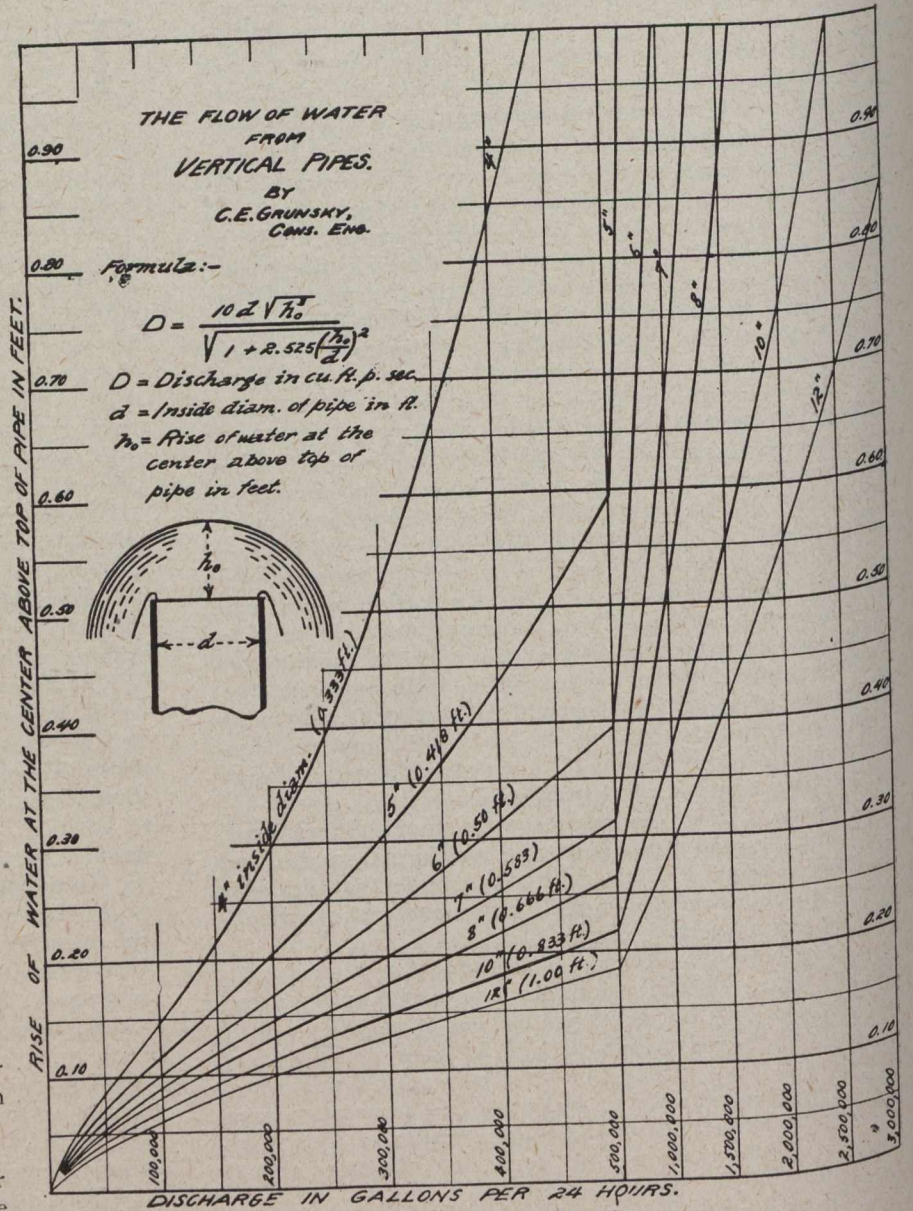 THE FLOW OF WATER
FROM
VERTICAL PIPES.
BY
C.E. GRUNSKY,
CONS. ENG.
Formula:-
D = 10 d √h₀³ / √1 + 2.525(h₀/d)²
D = Discharge in cu. ft. p. sec.
d = Inside diam. of pipe in ft.
h₀ = Rise of water at the
center above top of
pipe in feet.
h₀
d
RISE OF WATER AT THE CENTER ABOVE TOP OF PIPE IN FEET.
0.90
0.80
0.70
0.60
0.50
0.40
0.30
0.20
0.10
4"
5"
6"
7"
8"
10"
12"
4" inside diam. (0.333 ft.)
5" (0.418 ft.)
6" (0.50 ft.)
7" (0.583)
8" (0.666 ft.)
10" (0.833 ft.)
12" (1.00 ft.)
0.90
0.80
0.70
0.60
0.50
0.40
0.30
0.20
0.10
100,000
200,000
300,000
400,000
500,000
1,000,000
1,500,000
2,000,000
2,500,000
3,000,000
DISCHARGE IN GALLONS PER 24 HOURS.